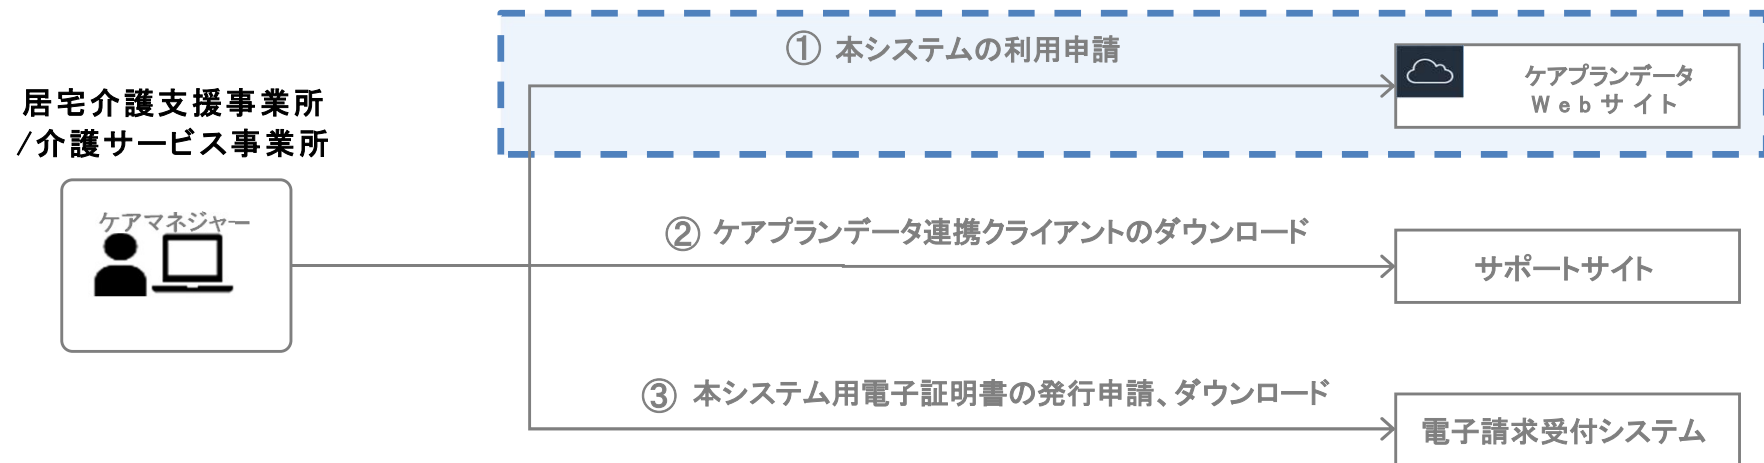 ① 本システムの利用申請
ケアプランデータ
Webサイト
居宅介護支援事業所
/介護サービス事業所
ケアマネジャー
② ケアプランデータ連携クライアントのダウンロード
サポートサイト
③ 本システム用電子証明書の発行申請、ダウンロード
電子請求受付システム